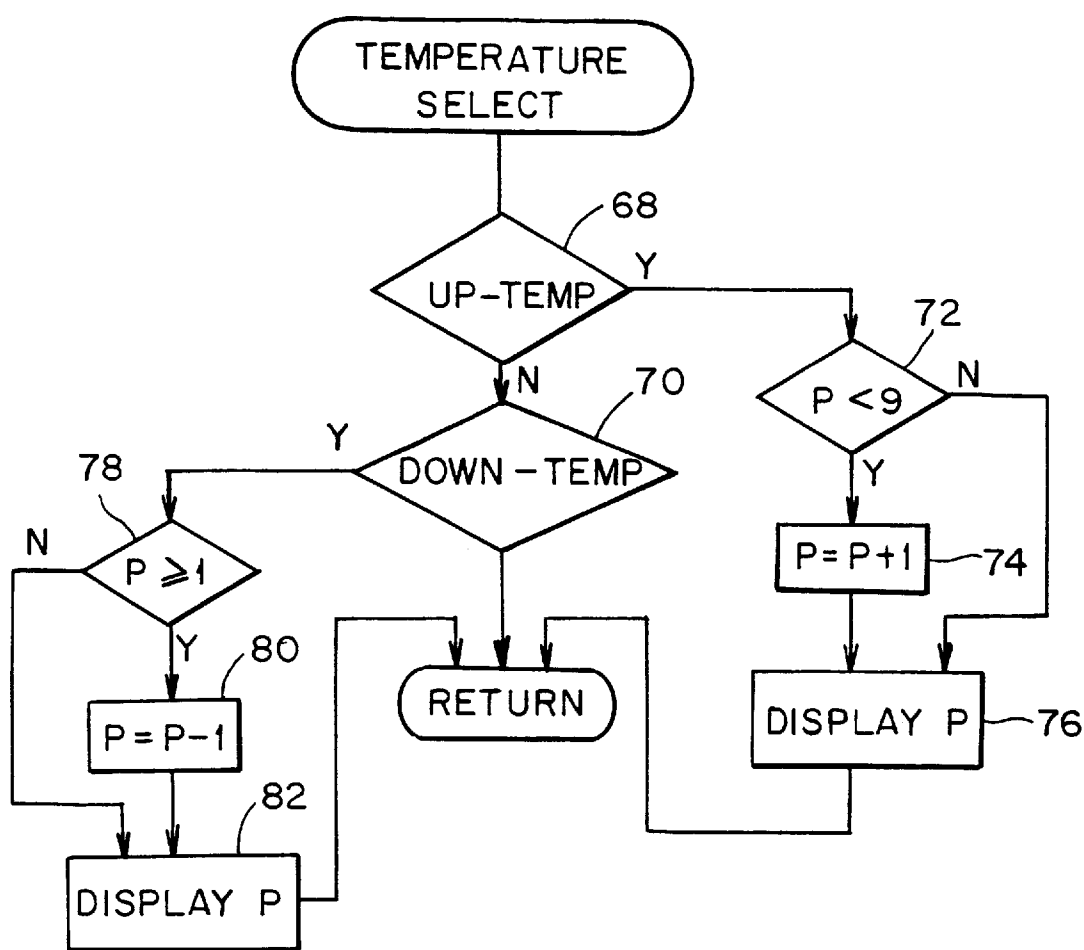 TEMPERATURE
SELECT
68
UP-TEMP
Y
N
72
P < 9
N
Y
70
DOWN-TEMP
Y
78
P ⩾ 1
N
Y
P = P+1
74
80
P = P-1
RETURN
DISPLAY P
76
82
DISPLAY P